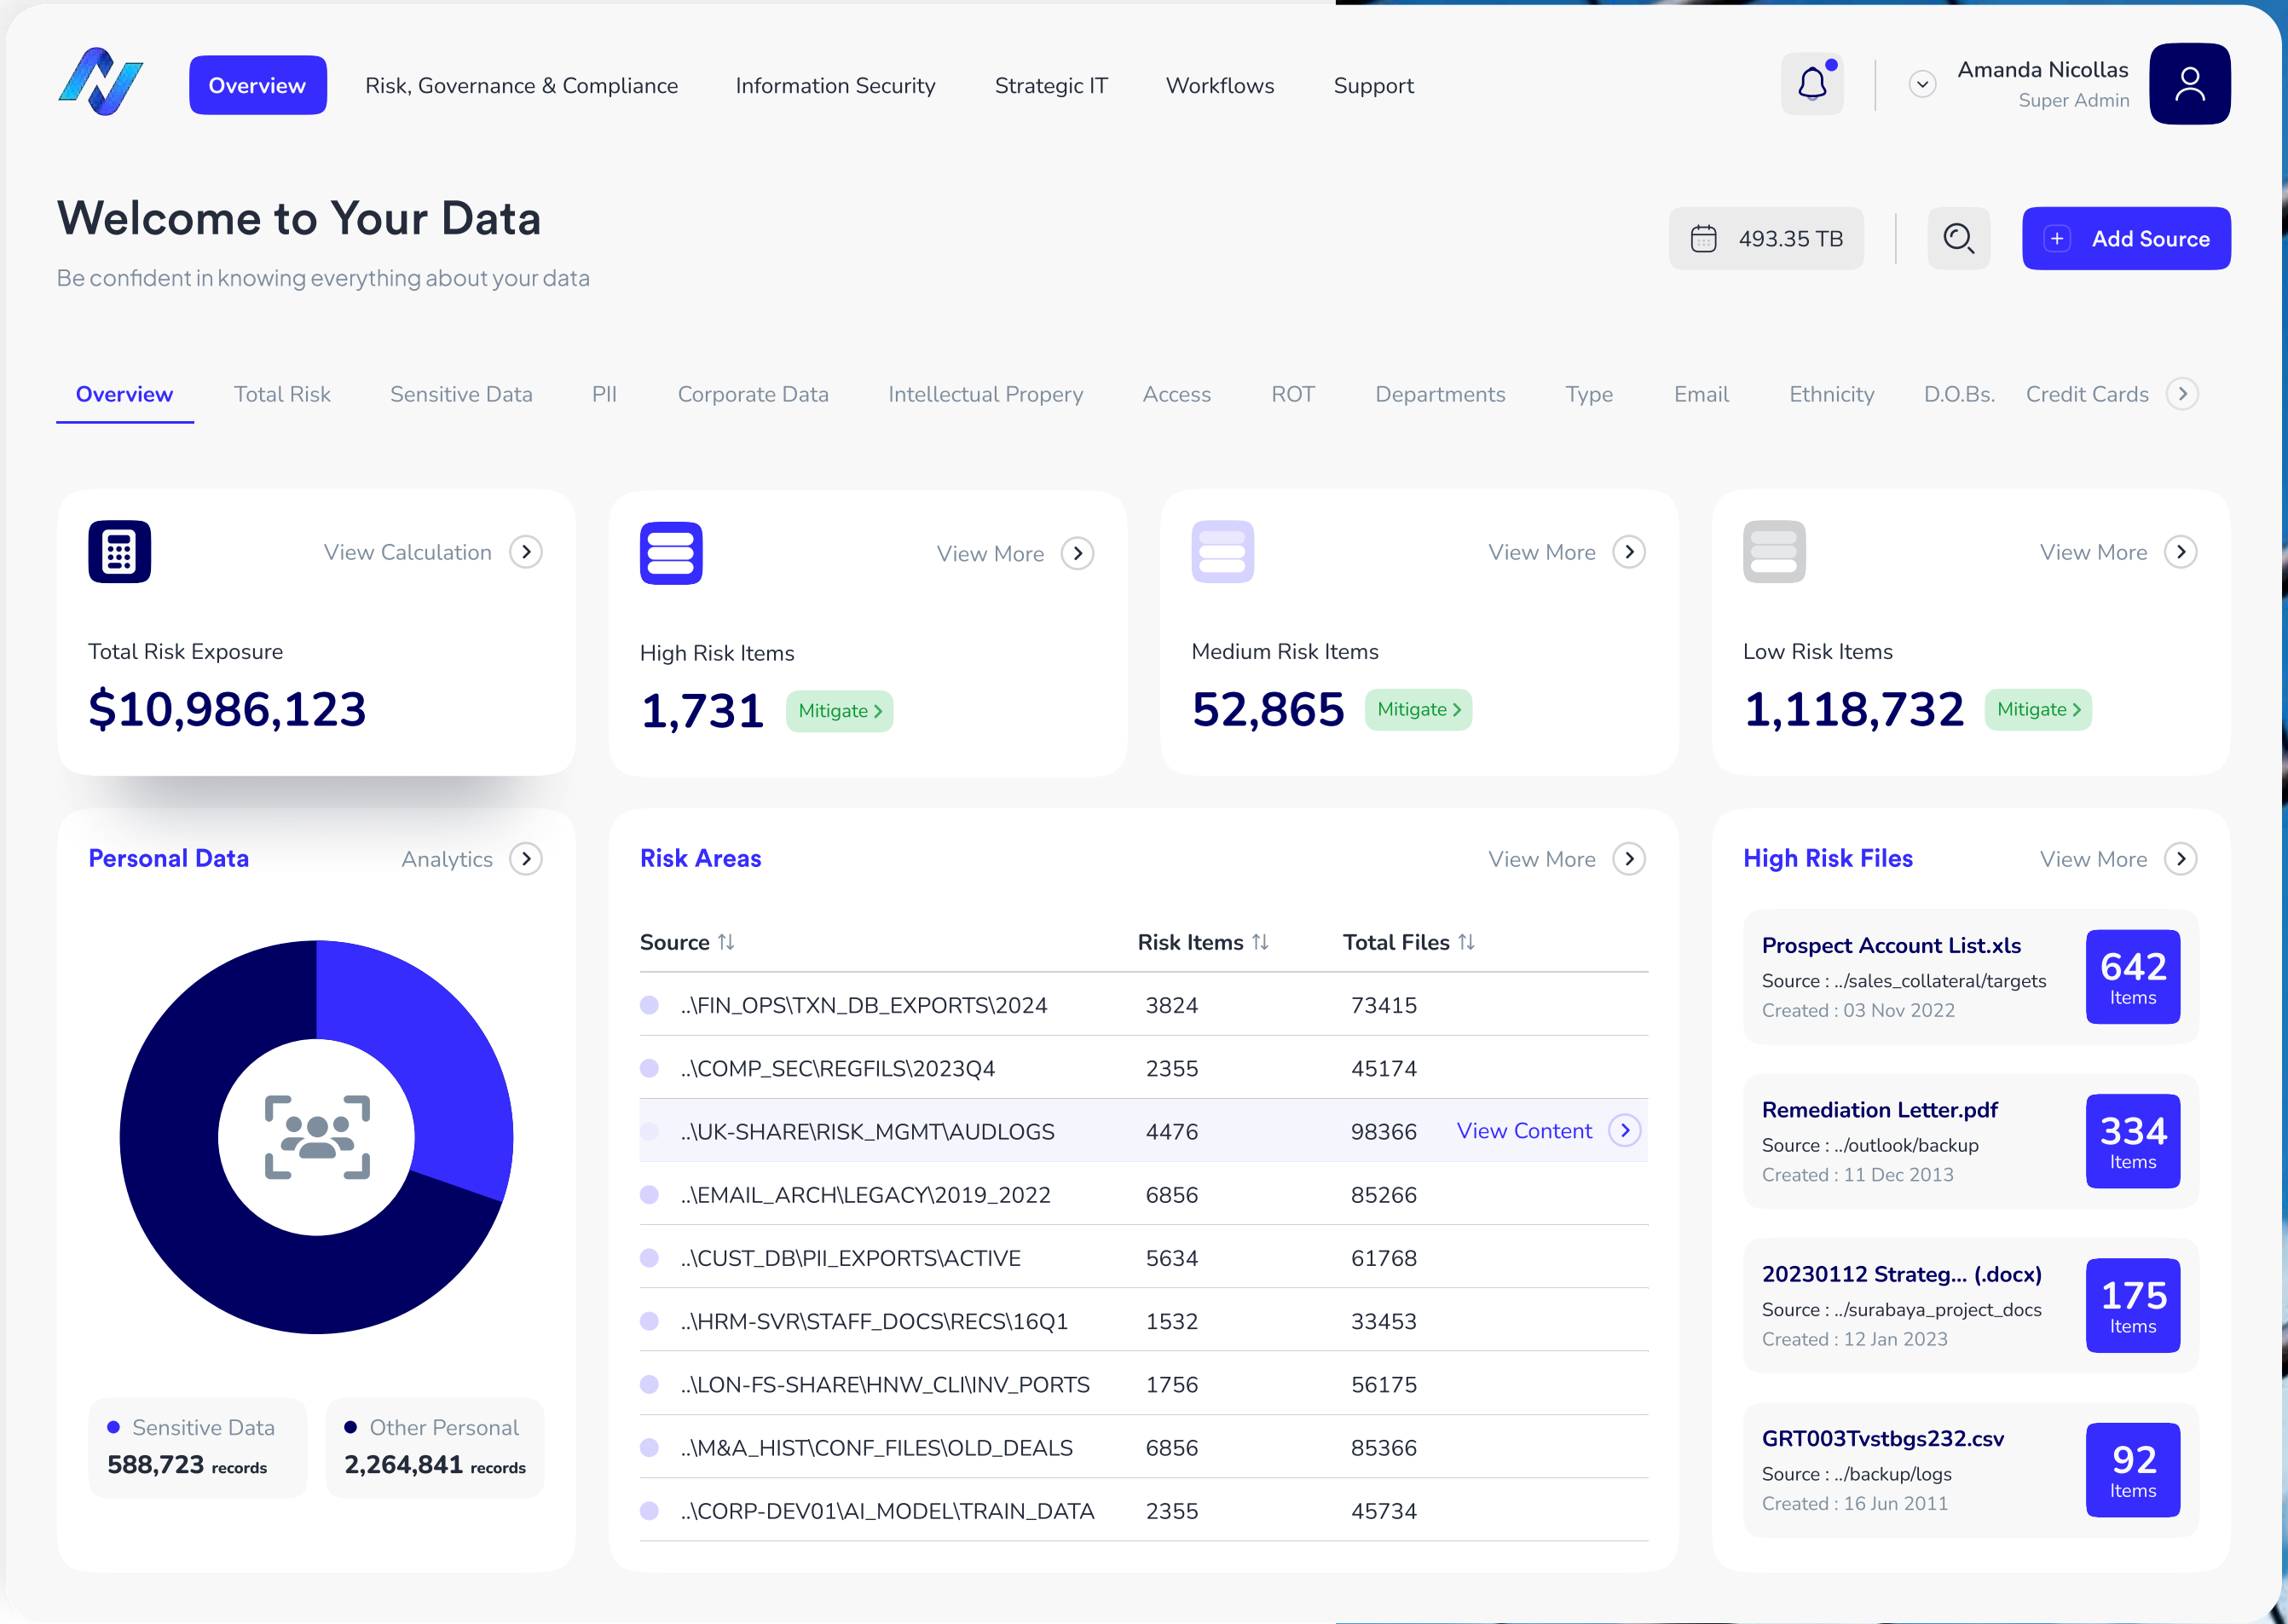 Overview
Risk, Governance & Compliance
Information Security
Strategic IT
Workflows
Support
Amanda Nicollas
Super Admin
Welcome to Your Data
Be confident in knowing everything about your data
493.35 TB
Add Source
Overview
Total Risk
Sensitive Data
PII
Corporate Data
Intellectual Propery
Access
ROT
Departments
Type
Email
Ethnicity
D.O.Bs.
Credit Cards
View Calculation
Total Risk Exposure
$10,986,123
View More
High Risk Items
1,731
Mitigate
View More
Medium Risk Items
52,865
Mitigate
View More
Low Risk Items
1,118,732
Mitigate
Personal Data
Analytics
Sensitive Data
588,723 records
Other Personal
2,264,841 records
Risk Areas
View More
Source Risk Items Total Files
..\FIN_OPS\TXN_DB_EXPORTS\2024 3824 73415
..\COMP_SEC\REGFILS\2023Q4 2355 45174
..\UK-SHARE\RISK_MGMT\AUDLOGS 4476 98366 View Content
..\EMAIL_ARCH\LEGACY\2019_2022 6856 85266
..\CUST_DB\PII_EXPORTS\ACTIVE 5634 61768
..\HRM-SVR\STAFF_DOCS\RECS\16Q1 1532 33453
..\LON-FS-SHARE\HNW_CLI\INV_PORTS 1756 56175
..\M&A_HIST\CONF_FILES\OLD_DEALS 6856 85366
..\CORP-DEV01\AI_MODEL\TRAIN_DATA 2355 45734
High Risk Files
View More
Prospect Account List.xls
Source : ../sales_collateral/targets
Created : 03 Nov 2022
642
Items
Remediation Letter.pdf
Source : ../outlook/backup
Created : 11 Dec 2013
334
Items
20230112 Strateg... (.docx)
Source : ../surabaya_project_docs
Created : 12 Jan 2023
175
Items
GRT003Tvstbgs232.csv
Source : ../backup/logs
Created : 16 Jun 2011
92
Items